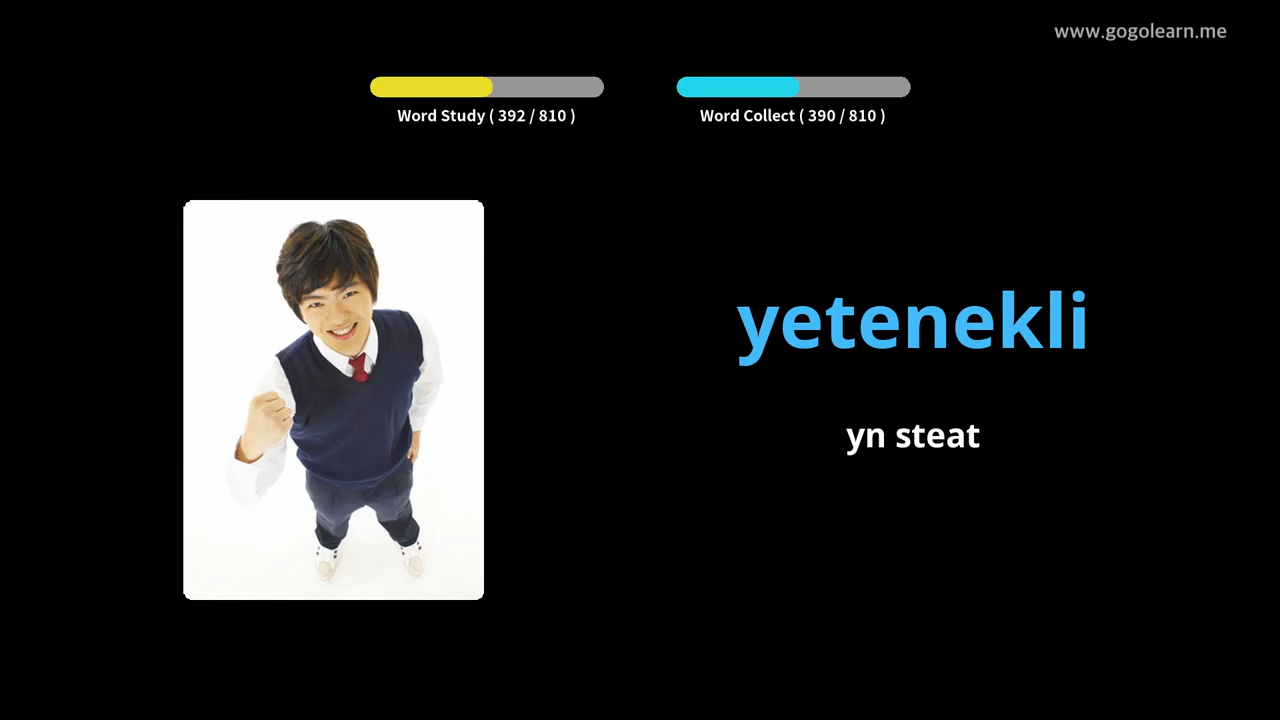 www.gogolearn.me
Word Study ( 392 / 810 )
Word Collect ( 390 / 810 )
yetenekli
yn steat